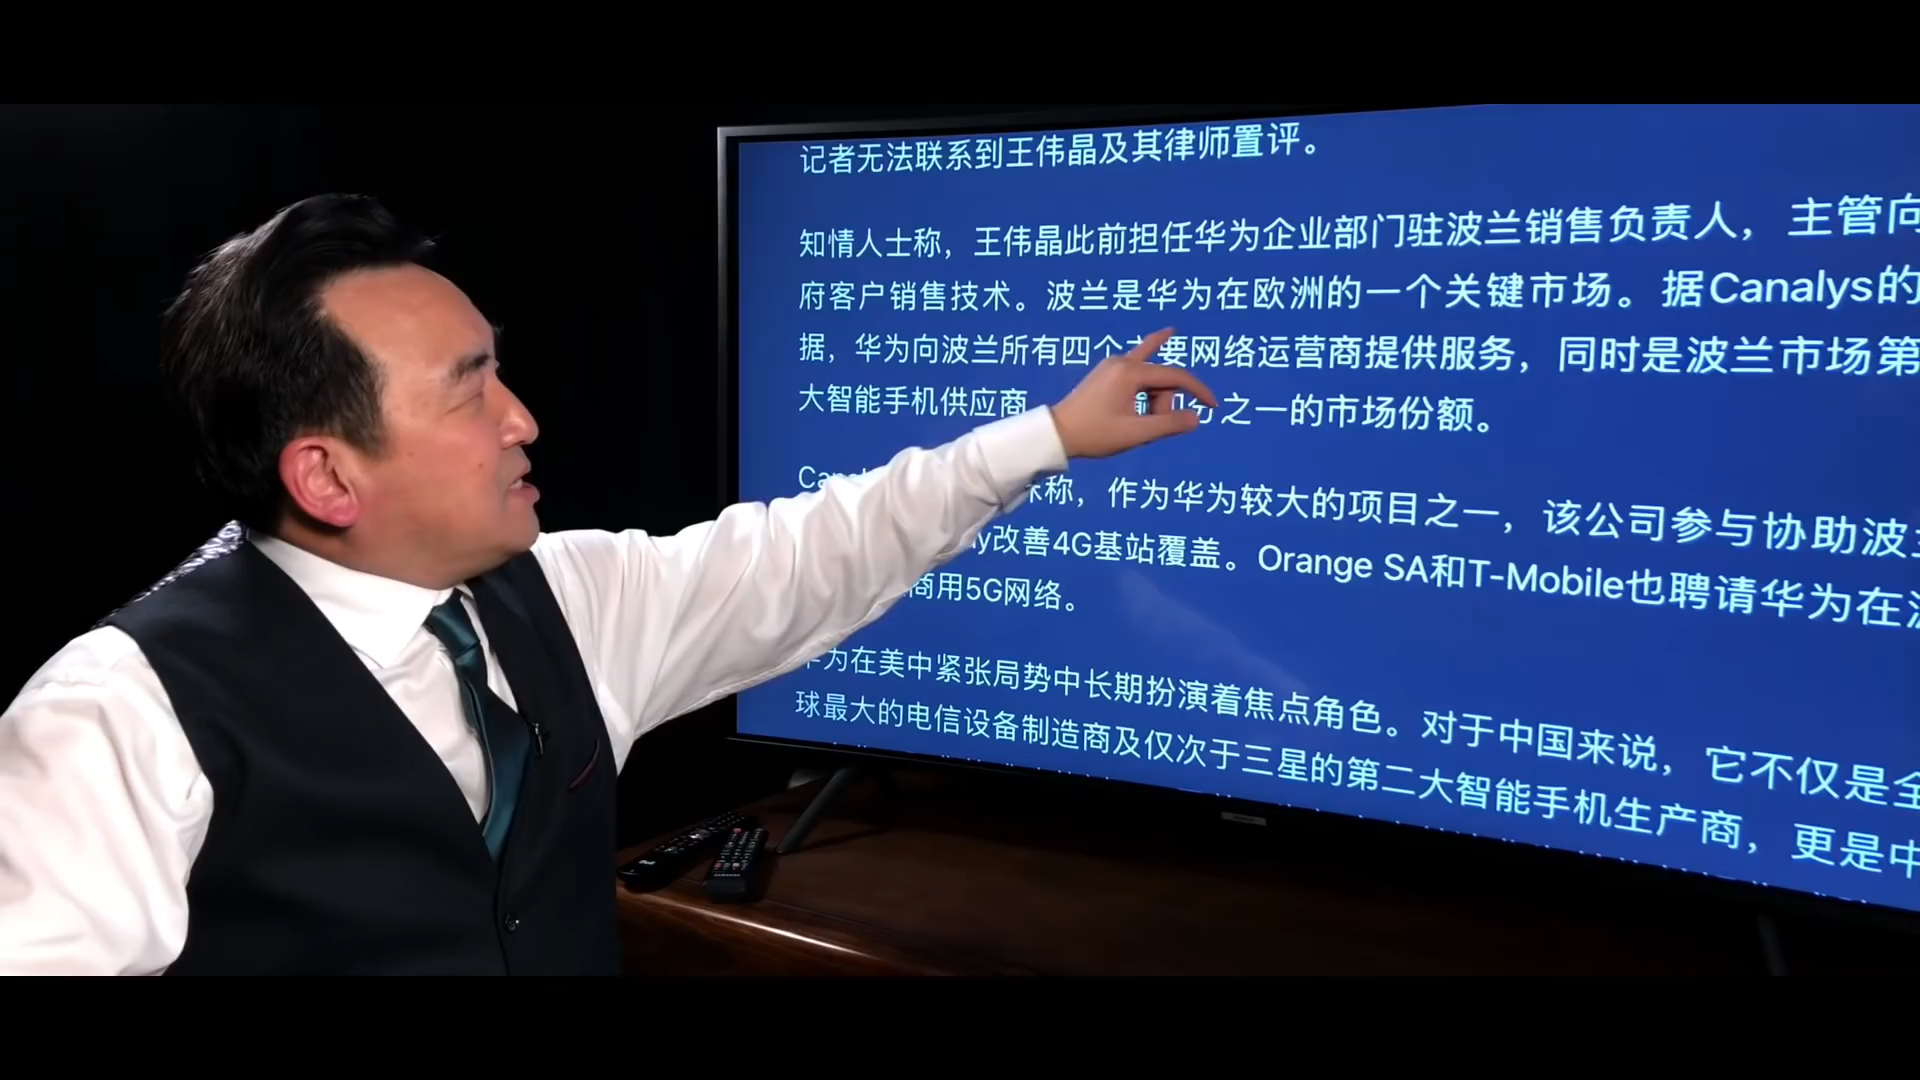 记者无法联系到王伟晶及其律师置评。
知情人士称，王伟晶此前担任华为企业部门驻波兰销售负责人，主管向
府客户销售技术。波兰是华为在欧洲的一个关键市场。据Canalys的
据，华为向波兰所有四个主要网络运营商提供服务，同时是波兰市场第
大智能手机供应商 分之一的市场份额。
称，作为华为较大的项目之一，该公司参与协助波
改善4G基站覆盖。Orange SA和T-Mobile也聘请华为在
商用5G网络。
为在美中紧张局势中长期扮演着焦点角色。对于中国来说，它不仅是全
球最大的电信设备制造商及仅次于三星的第二大智能手机生产商，更是中